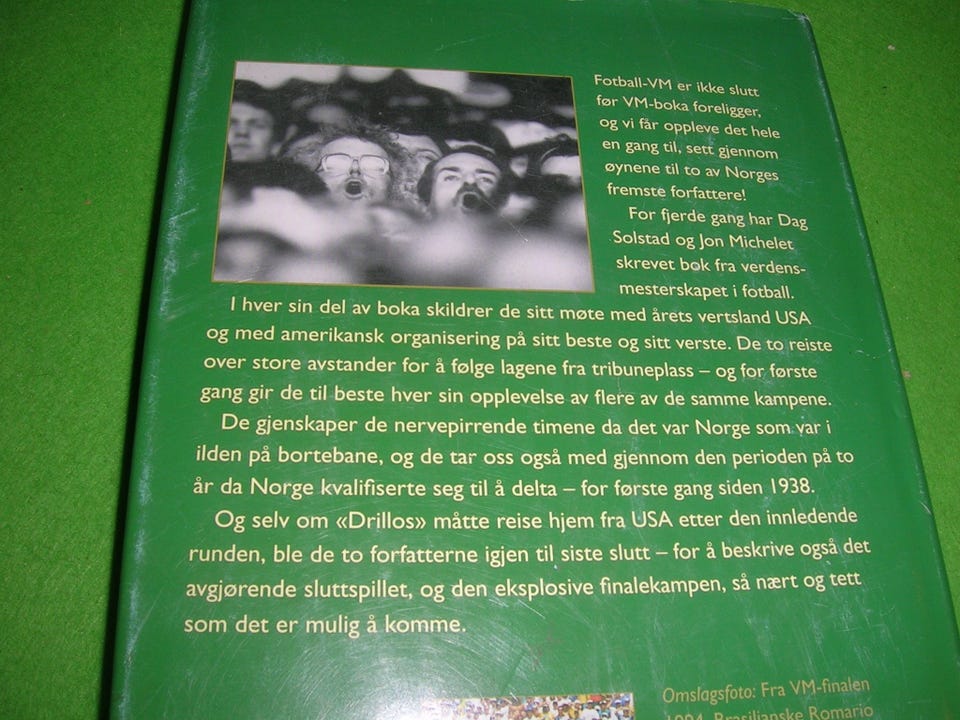 Fotball-VM er ikke slutt
før VM-boka foreligger,
og vi får oppleve det hele
en gang til, sett gjennom
øynene til to av Norges
fremste forfattere!
For fjerde gang har Dag
Solstad og Jon Michelet
skrevet bok fra verdens-
mesterskapet i fotball.
I hver sin del av boka skildrer de sitt møte med årets vertsland USA
og med amerikansk organisering på sitt beste og sitt verste. De to reiste
over store avstander for å følge lagene fra tribuneplass – og for første
gang gir de til beste hver sin opplevelse av flere av de samme kampene.
De gjenskaper de nervepirrende timene da det var Norge som var i
ilden på bortebane, og de tar oss også med gjennom den perioden på to
år da Norge kvalifiserte seg til å delta – for første gang siden 1938.
Og selv om «Drillos» måtte reise hjem fra USA etter den innledende
runden, ble de to forfatterne igjen til siste slutt – for å beskrive også det
avgjørende sluttspillet, og den eksplosive finalekampen, så nært og tett
som det er mulig å komme.
Omslagsfoto: Fra VM-finalen
1994. Brasilianske Romario